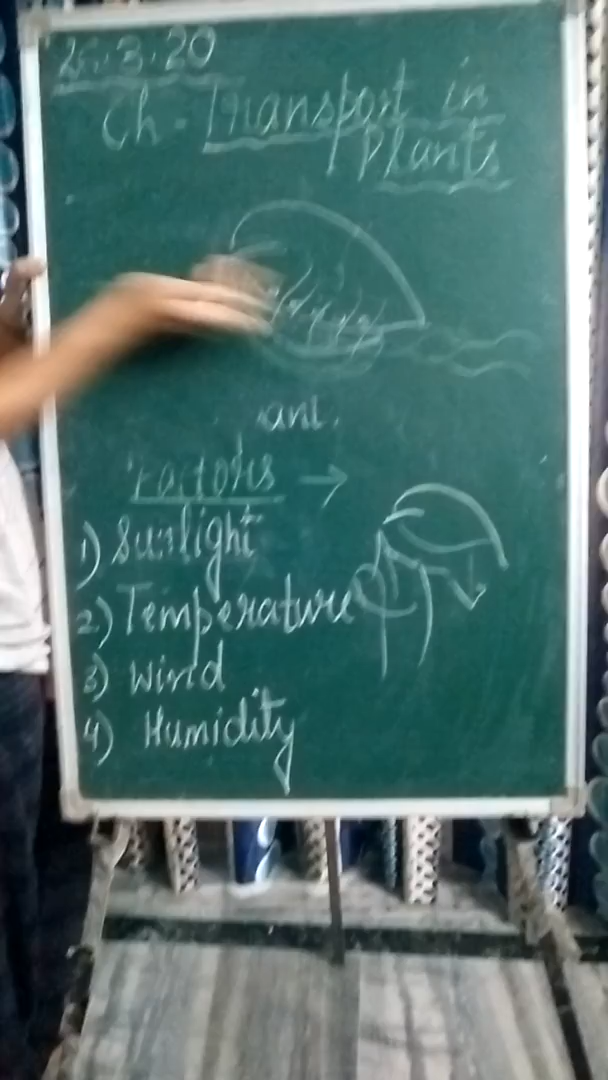 26.3.20
Ch - Transport in
Plants
ant.
Factors →
1) Sunlight
2) Temperature
3) Wind
4) Humidity